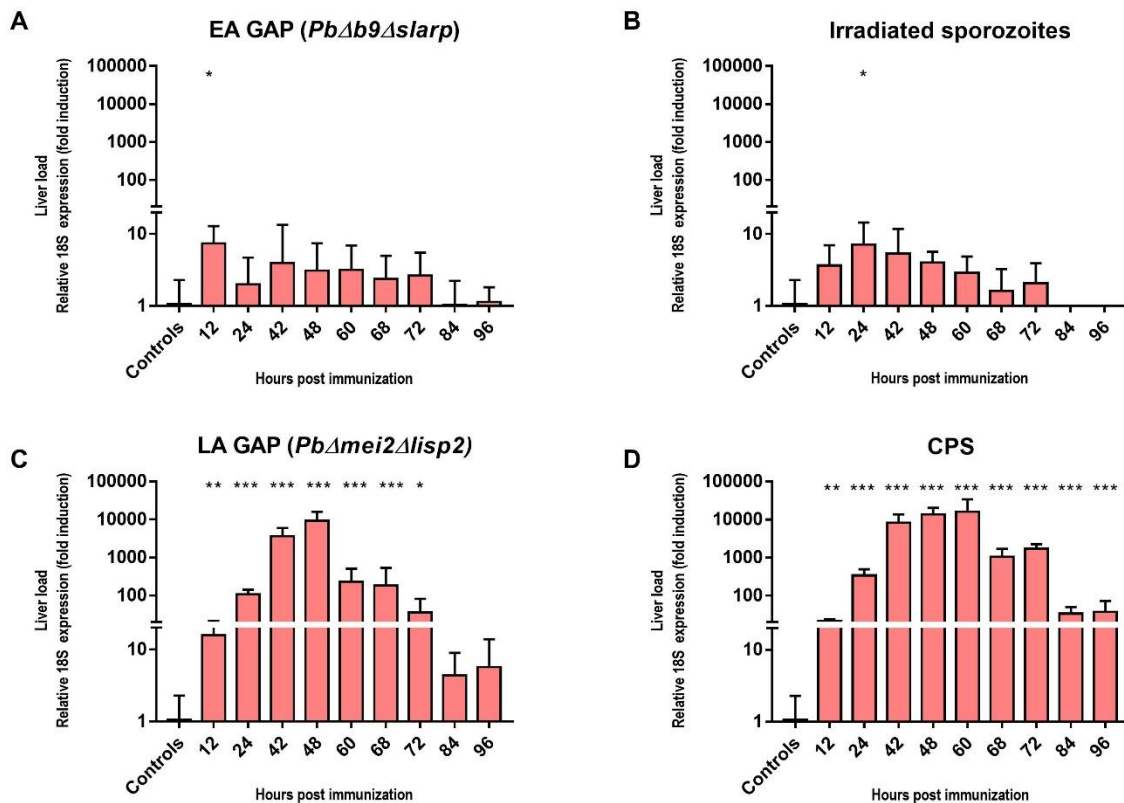 A
EA GAP (PbΔb9Δslarp)
100000
10000
1000
100
10
1
*
Liver load
Relative 18S expression (fold induction)
Controls 12 24 42 48 60 68 72 84 96
Hours post immunization
B
Irradiated sporozoites
100000
10000
1000
100
10
1
*
Liver load
Relative 18S expression (fold induction)
Controls 12 24 42 48 60 68 72 84 96
Hours post immunization
C
LA GAP (PbΔmei2Δlisp2)
** *** *** *** *** *** *
100000
10000
1000
100
10
1
Liver load
Relative 18S expression (fold induction)
Controls 12 24 42 48 60 68 72 84 96
Hours post immunization
D
CPS
** *** *** *** *** *** *** *** ***
100000
10000
1000
100
10
1
Liver load
Relative 18S expression (fold induction)
Controls 12 24 42 48 60 68 72 84 96
Hours post immunization